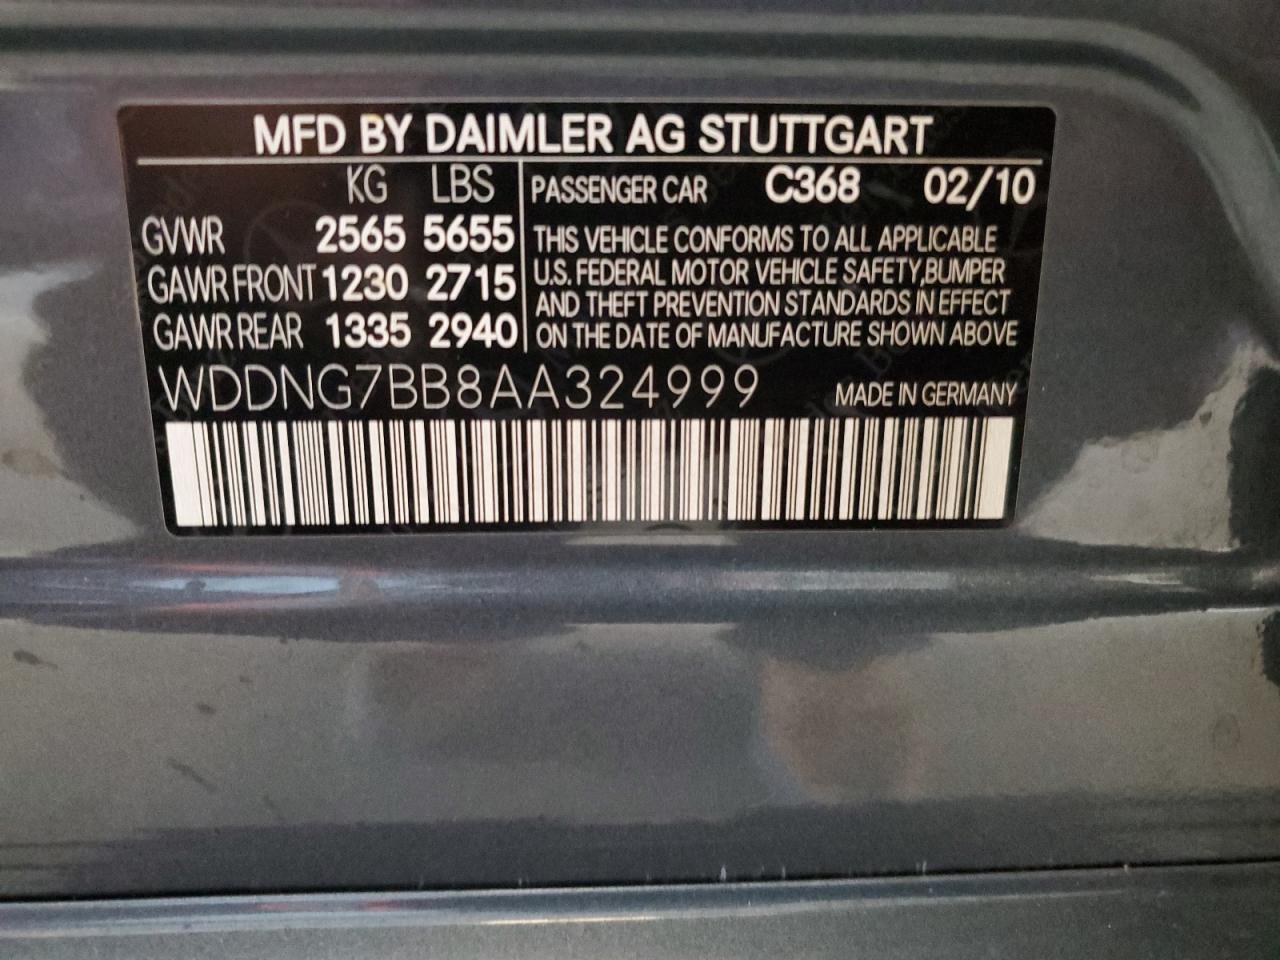 MFD BY DAIMLER AG STUTTGART
KG LBS
GVWR 2565 5655
GAWR FRONT 1230 2715
GAWR REAR 1335 2940
PASSENGER CAR C368 02/10
THIS VEHICLE CONFORMS TO ALL APPLICABLE
U.S. FEDERAL MOTOR VEHICLE SAFETY,BUMPER
AND THEFT PREVENTION STANDARDS IN EFFECT
ON THE DATE OF MANUFACTURE SHOWN ABOVE
WDDNG7BB8AA324999
MADE IN GERMANY